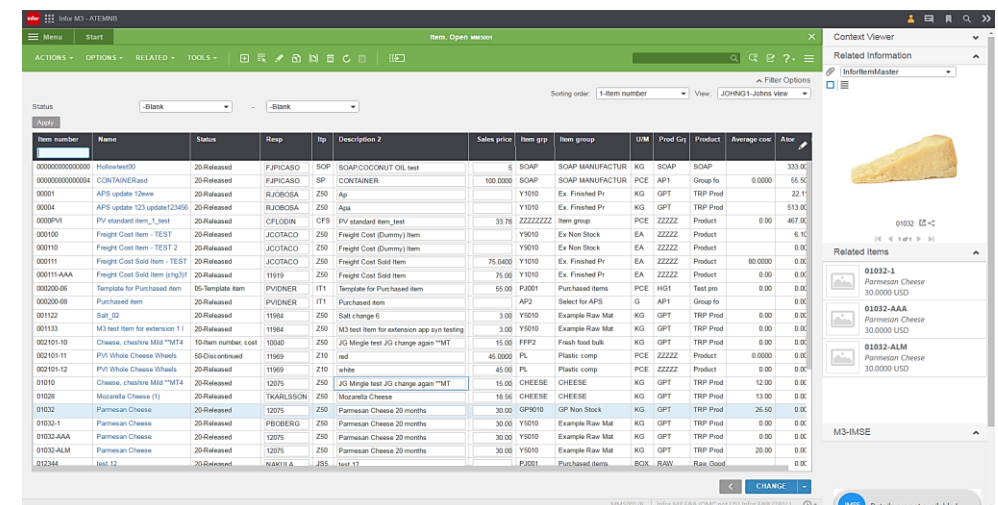 infor Infor M3 - ATEMNB
Menu Start Item. Open MMS001
ACTIONS OPTIONS RELATED TOOLS
Filter Options
Sorting order: 1-Item number View: JOHNG1-Johns view
Status -Blank - -Blank
Apply
Item number Name Status Resp Itp Description 2 Sales price Item grp Item group U/M Prod Grp Product Average cost Ator
Hollowtest00 20-Released FJPICASO SOP SOAP;COCONUT OIL test 5 SOAP SOAP MANUFACTUR KG SOAP SOAP 333.00
CONTAINERasd 20-Released FJPICASO SP CONTAINER 100.0000 SOAP SOAP MANUFACTUR PCE AP1 Group fo 0.0000 55.50
00001 APS update 12ewe 20-Released RJOBOSA Z50 Ap Y1010 Ex. Finished Pr KG GPT TRP Prod 22.1
00004 APS update 123 update123456 20-Released RJOBOSA Z50 Apa Y1010 Ex. Finished Pr KG GPT TRP Prod 513.00
0000PVI PV standard item_1_test 20-Released CFLODIN CFS PV standard item_test 33.78 ZZZZZZZZ Item group PCE ZZZZZ Product 0.00 467.00
000100 Freight Cost Item - TEST 20-Released JCOTACO Z50 Freight Cost (Dummy) Item Y9010 Ex Non Stock EA ZZZZZ Product 6.10
000110 Freight Cost Item - TEST 2 20-Released JCOTACO Z50 Freight Cost (Dummy) Item Y9010 Ex Non Stock EA ZZZZZ Product 0.00
000111 Freight Cost Sold Item - TEST 20-Released JCOTACO Z50 Freight Cost Sold Item 75.0400 Y1010 Ex. Finished Pr EA ZZZZZ Product 80.0000 0.00
000111-AAA Freight Cost Sold Item (chg3) 20-Released 11919 Z50 Freight Cost Sold Item 75.00 Y1010 Ex. Finished Pr EA ZZZZZ Product 0.00 0.00
000200-06 Template for Purchased item 05-Template item PVIDNER IT1 Template for Purchased item 55.00 PJ001 Purchased items PCE HG1 Test pro 0.00 0.00
000200-08 Purchased item 20-Released PVIDNER IT1 Purchased item AP2 Select for APS G AP1 Group fo 0.00
001122 Salt_02 20-Released 11984 Z50 Salt change 6 3.00 Y5010 Example Raw Mat KG GPT TRP Prod 0.00 0.00
001133 M3 test Item for extension 1 20-Released 11984 Z50 M3 test Item for extension app syn testing 3.00 Y5010 Example Raw Mat KG GPT TRP Prod 0.00 0.00
002101-10 Cheese, cheshire Mild **MT4 10-Item number, cost 10040 Z50 JG Mingle test JG change again **MT 15.00 FFP2 Fresh food bulk KG GPT TRP Prod 0.00 0.00
002101-11 PVI Whole Cheese Wheels 50-Discontinued 11969 Z10 red 45.0000 PL Plastic comp PCE ZZZZZ Product 0.0000 0.00
002101-12 PVI Whole Cheese Wheels 20-Released 11969 Z10 white 45.00 PL Plastic comp PCE ZZZZZ Product 0.00 0.00
01010 Cheese, cheshire Mild **MT4 20-Released 12075 Z50 JG Mingle test JG change again **MT 15.00 CHEESE CHEESE KG GPT TRP Prod 12.00 0.00
01028 Mozarella Cheese (1) 20-Released TKARLSSON Z50 Mozarella Cheese 18.56 CHEESE CHEESE KG GPT TRP Prod 13.00 0.00
01032 Parmesan Cheese 20-Released 12075 Z50 Parmesan Cheese 20 months 30.00 GP9010 GP Non Stock KG GPT TRP Prod 26.50 0.00
01032-1 Parmesan Cheese 20-Released PBOBERG Z50 Parmesan Cheese 20 months 30.00 Y5010 Example Raw Mat KG GPT TRP Prod 0.00 0.00
01032-AAA Parmesan Cheese 20-Released 12075 Z50 Parmesan Cheese 20 months 30.00 Y5010 Example Raw Mat KG GPT TRP Prod 0.00 0.00
01032-ALM Parmesan Cheese 20-Released 12075 Z50 Parmesan Cheese 20 months 30.00 Y5010 Example Raw Mat KG GPT TRP Prod 20.00 0.00
012344 test 12 20-Released NAKULA JS5 test 12 PJ001 Purchased items BOX RAW Raw Good 0.00
CHANGE
Context Viewer
Related Information
InforItemMaster
01032
1 of 1
Related Items
01032-1
Parmesan Cheese
30.0000 USD
01032-AAA
Parmesan Cheese
30.0000 USD
01032-ALM
Parmesan Cheese
30.0000 USD
M3-IMSE